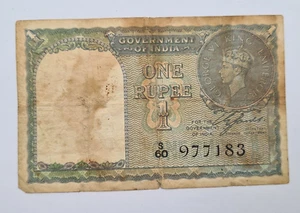 GOVERNMENT
OF INDIA
ONE
RUPEE
1
FOR THE
GOVERNMENT
OF INDIA
S/60 977183